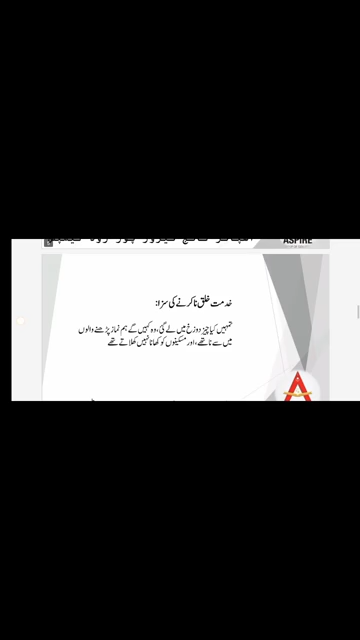 ASPIRE
خدمت خلق نا کرنے کی سزا:
تمہیں کیا چیز دوزخ میں لے گئی، وہ کہیں گے ہم نماز پڑھنے والوں
میں سے نا تھے، اور مسکینوں کو کھانا نہیں کھلاتے تھے